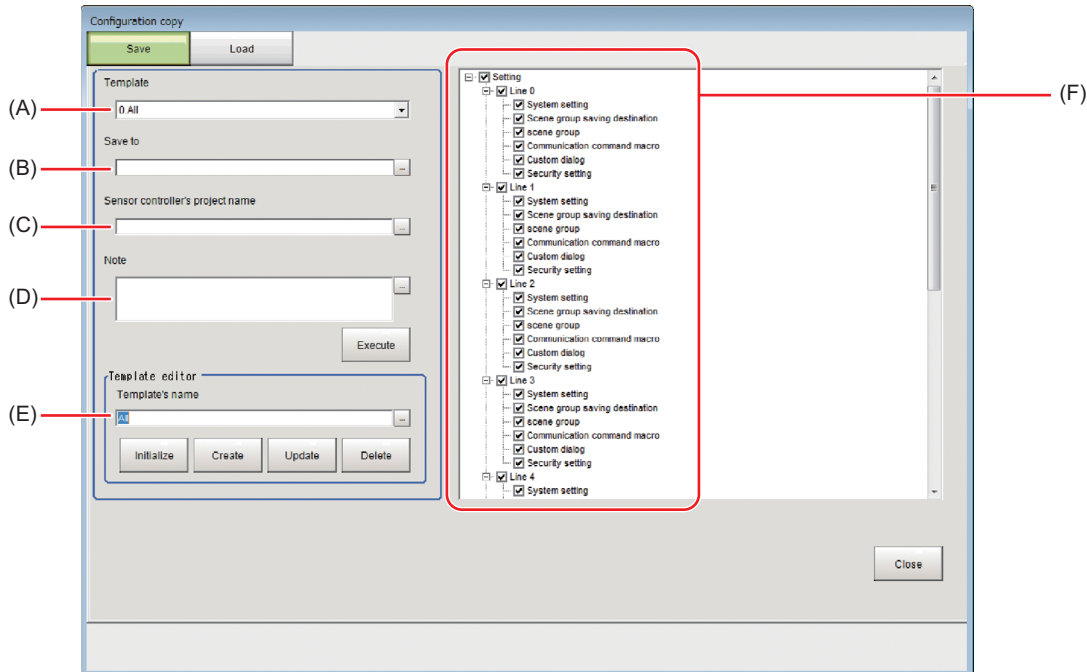 Configuration copy
Save
Load
Template
0.All
Save to
...
Sensor controller's project name
...
Note
...
Execute
Template editor
Template's name
All
...
Initialize
Create
Update
Delete
Setting
Line 0
System setting
Scene group saving destination
scene group
Communication command macro
Custom dialog
Security setting
Line 1
System setting
Scene group saving destination
scene group
Communication command macro
Custom dialog
Security setting
Line 2
System setting
Scene group saving destination
scene group
Communication command macro
Custom dialog
Security setting
Line 3
System setting
Scene group saving destination
scene group
Communication command macro
Custom dialog
Security setting
Line 4
System setting
Close
(A)
(B)
(C)
(D)
(E)
(F)